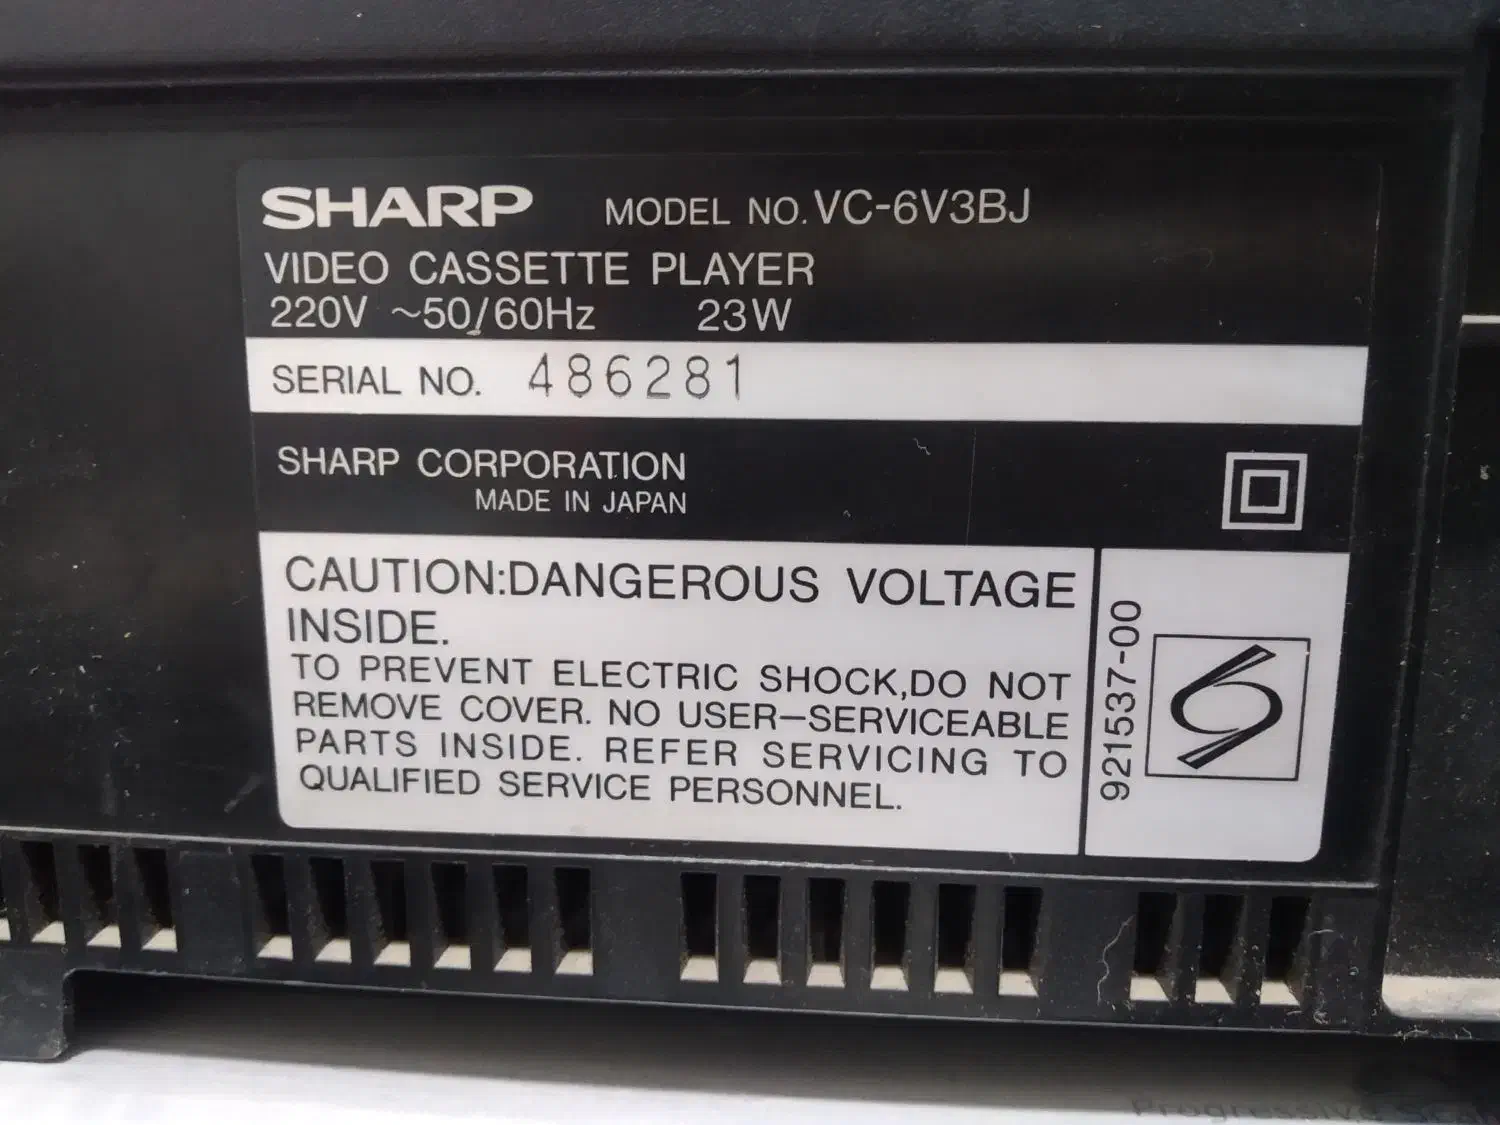 SHARP MODEL NO. VC-6V3BJ
VIDEO CASSETTE PLAYER
220V ~50/60Hz 23W
SERIAL NO. 486281
SHARP CORPORATION
MADE IN JAPAN
CAUTION:DANGEROUS VOLTAGE
INSIDE.
TO PREVENT ELECTRIC SHOCK,DO NOT
REMOVE COVER. NO USER-SERVICEABLE
PARTS INSIDE. REFER SERVICING TO
QUALIFIED SERVICE PERSONNEL.
921537-00
Progressive Scan